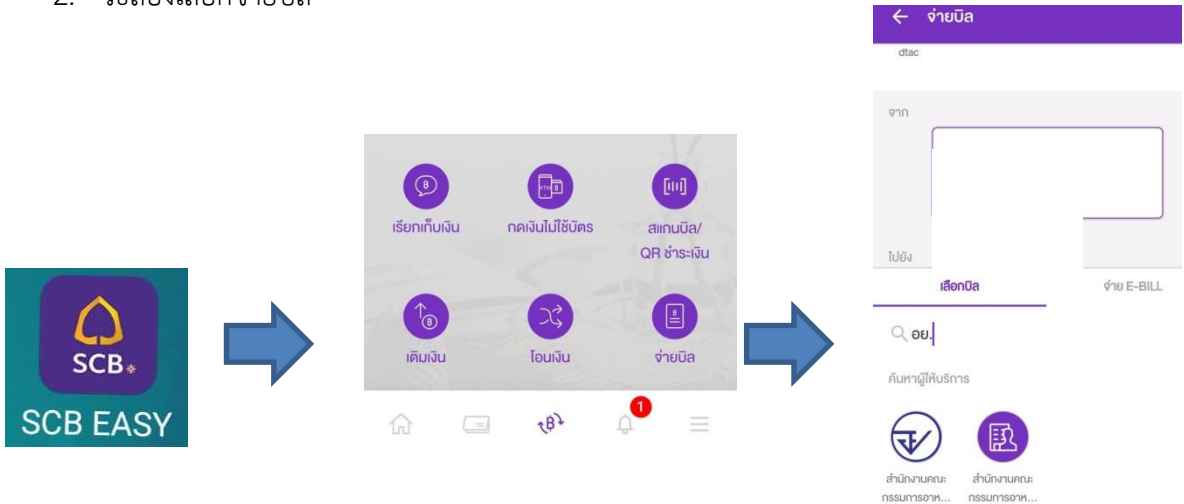 2.
จ่ายบิล
dtac
จาก
ไปยัง
เลือกบิล
จ่าย E-BILL
อย.
ค้นหาผู้ให้บริการ
สำนักงานคณะ
กรรมการอาห...
สำนักงานคณะ
กรรมการอาห...
เรียกเก็บเงิน
กดเงินไม่ใช้บัตร
สแกนบิล/
QR ชำระเงิน
เติมเงิน
โอนเงิน
จ่ายบิล
1
SCB
SCB EASY